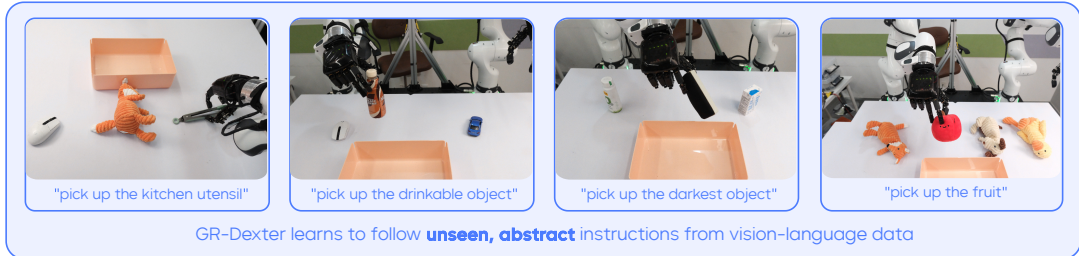 "pick up the kitchen utensil"
"pick up the drinkable object"
"pick up the darkest object"
"pick up the fruit"
GR-Dexter learns to follow unseen, abstract instructions from vision-language data